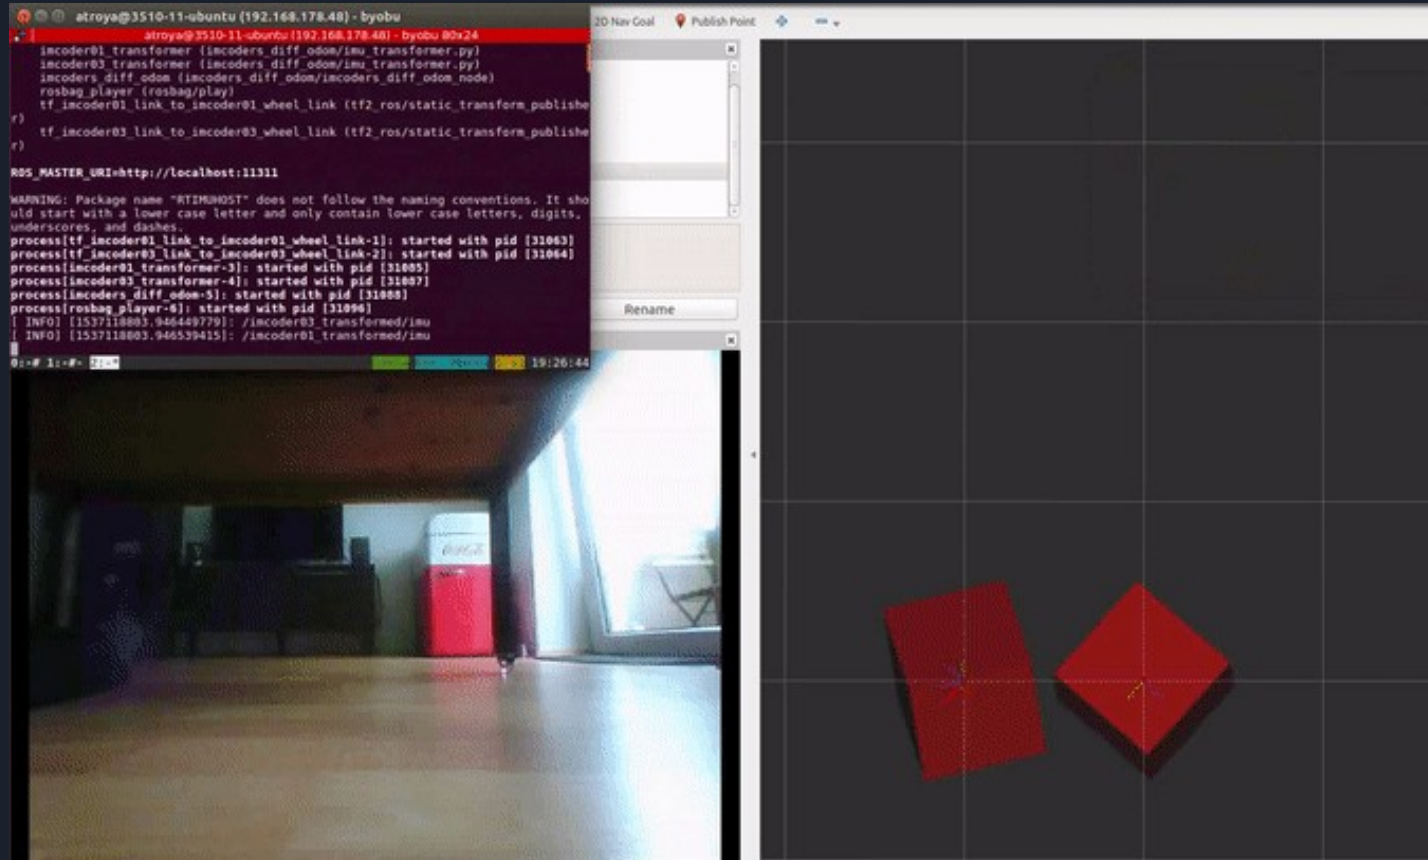 atroya@3510-11-ubuntu (192.168.178.48) - byobu
atroya@3510-11-ubuntu (192.168.178.48) - byobu 80x24
imcoder01_transformer (imcoders_diff_odom/imu_transformer.py)
imcoder03_transformer (imcoders_diff_odom/imu_transformer.py)
imcoders_diff_odom (imcoders_diff_odom/imcoders_diff_odom_node)
rosbag_player (rosbag/play)
tf_imcoder01_link_to_imcoder01_wheel_link (tf2_ros/static_transform_publishe
r)
tf_imcoder03_link_to_imcoder03_wheel_link (tf2_ros/static_transform_publishe
r)
ROS_MASTER_URI=http://localhost:11311
WARNING: Package name "RTIMUHOST" does not follow the naming conventions. It sho
uld start with a lower case letter and only contain lower case letters, digits,
underscores, and dashes.
process[tf_imcoder01_link_to_imcoder01_wheel_link-1]: started with pid [31063]
process[tf_imcoder03_link_to_imcoder03_wheel_link-2]: started with pid [31064]
process[imcoder01_transformer-3]: started with pid [31085]
process[imcoder03_transformer-4]: started with pid [31087]
process[imcoders_diff_odom-5]: started with pid [31088]
process[rosbag_player-6]: started with pid [31096]
[ INFO] [1537118803.946449779]: /imcoder03_transformed/imu
[ INFO] [1537118803.946539415]: /imcoder01_transformed/imu
0:~# 1:~#- 2:~* 19:26:44
2D Nav Goal Publish Point
Rename
Coca-Cola